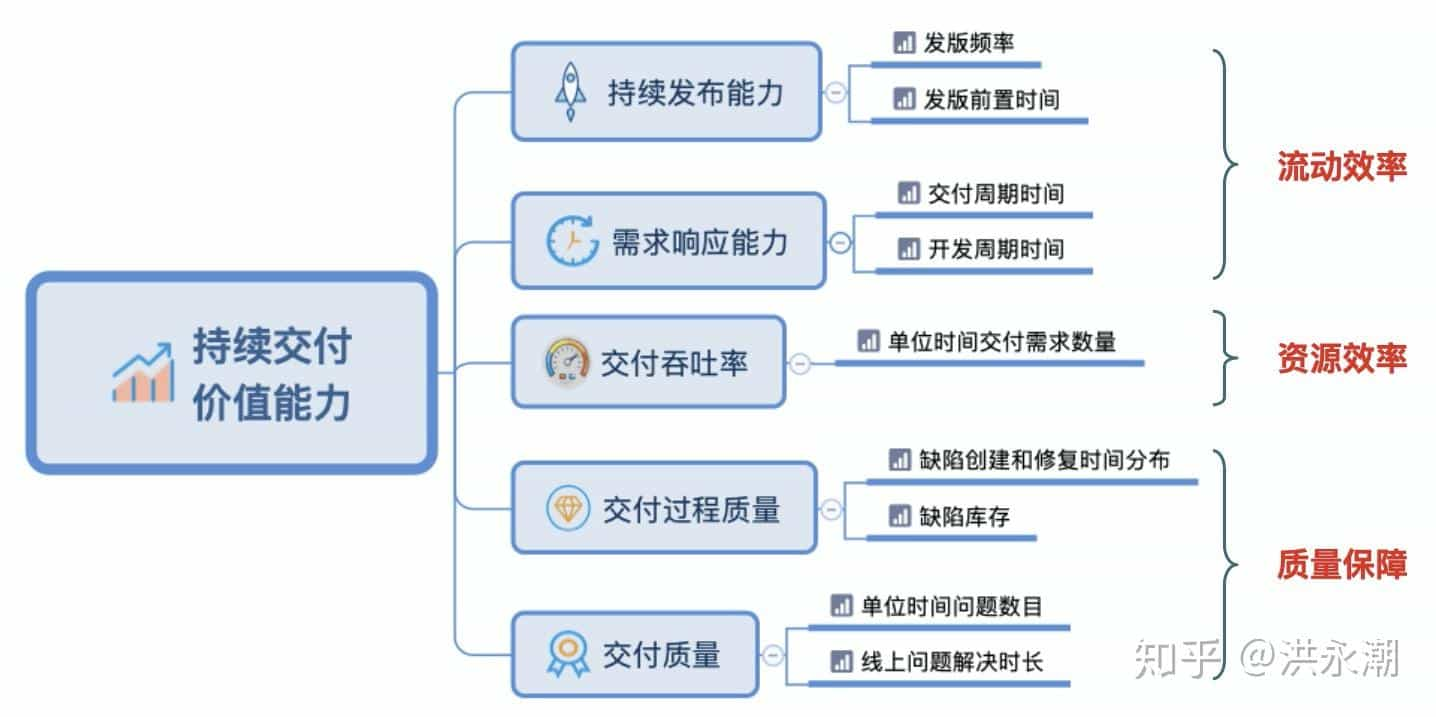 持续交付
价值能力
持续发布能力
发版频率
发版前置时间
需求响应能力
交付周期时间
开发周期时间
流动效率
交付吞吐率
单位时间交付需求数量
资源效率
交付过程质量
缺陷创建和修复时间分布
缺陷库存
交付质量
单位时间问题数目
线上问题解决时长
质量保障
知乎 @洪永潮